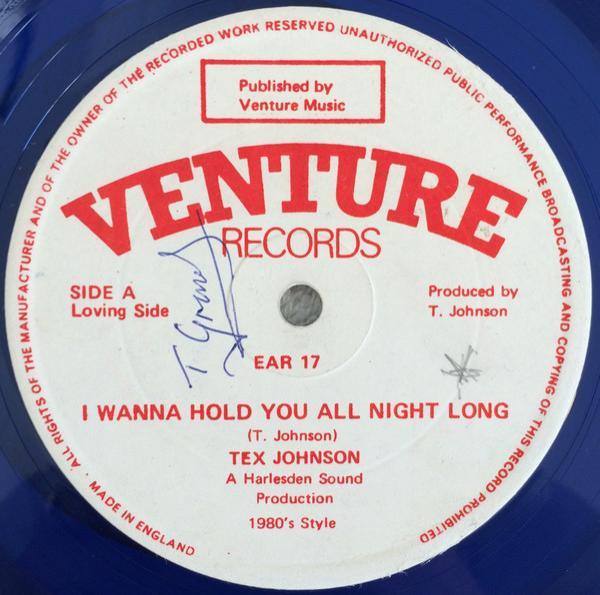 ALL RIGHTS OF THE MANUFACTURER AND OF THE OWNER OF THE RECORDED WORK RESERVED UNAUTHORIZED PUBLIC PERFORMANCE BROADCASTING AND COPYING OF THIS RECORD PROHIBITED
Published by
Venture Music
VENTURE
RECORDS
SIDE A
Loving Side
Produced by
T. Johnson
EAR 17
I WANNA HOLD YOU ALL NIGHT LONG
(T. Johnson)
TEX JOHNSON
A Harlesden Sound
Production
1980's Style
· MADE IN ENGLAND